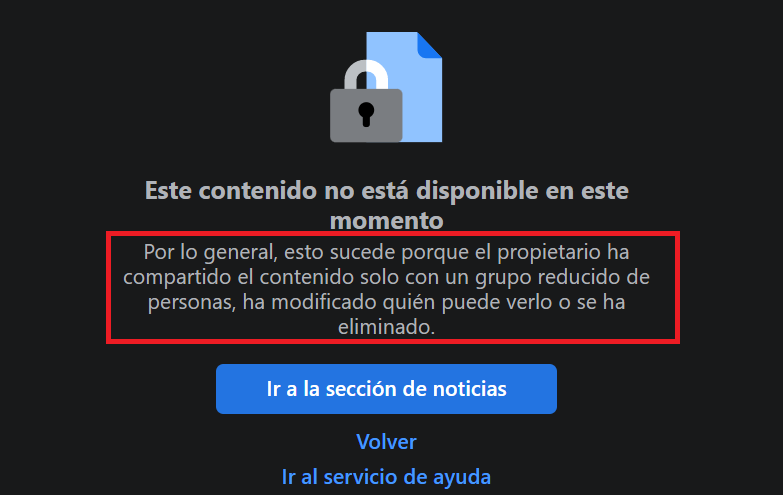 Este contenido no está disponible en este
momento
Por lo general, esto sucede porque el propietario ha
compartido el contenido solo con un grupo reducido de
personas, ha modificado quién puede verlo o se ha
eliminado.
Ir a la sección de noticias
Volver
Ir al servicio de ayuda